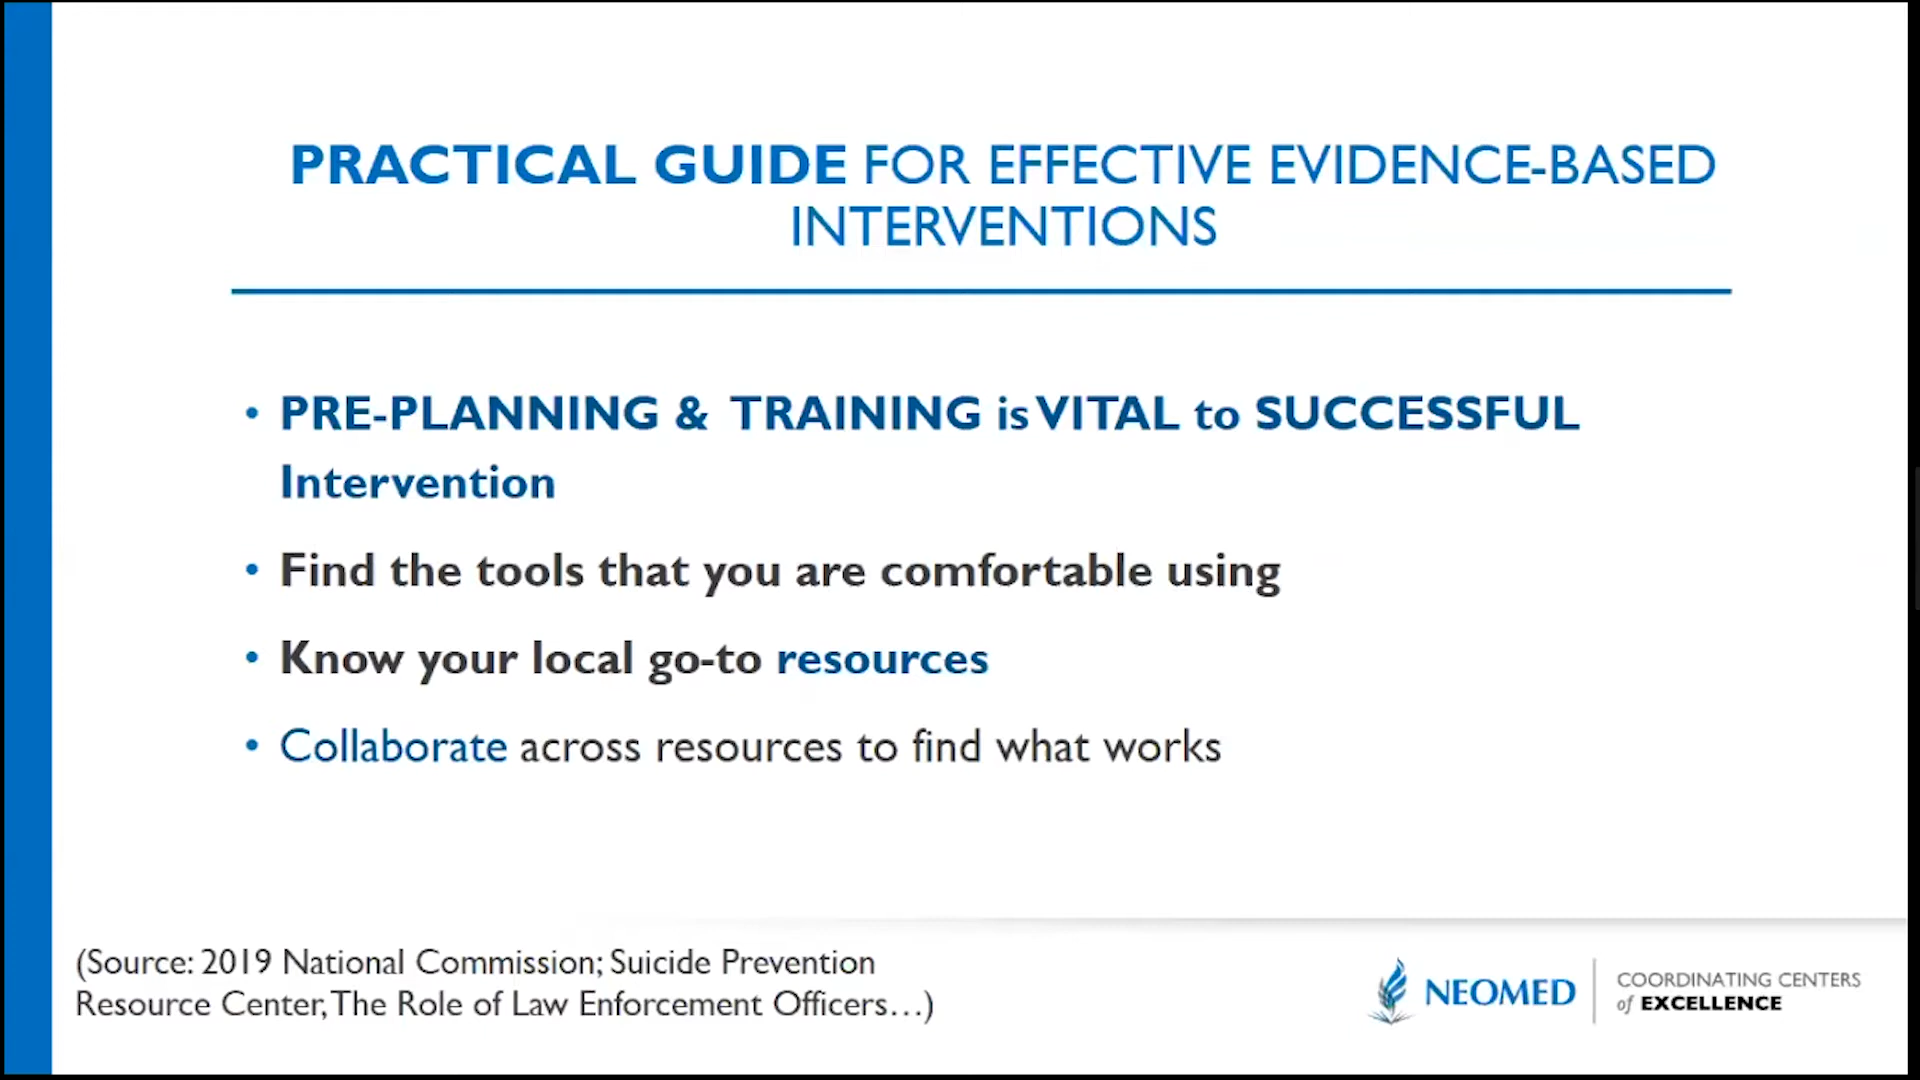 PRACTICAL GUIDE FOR EFFECTIVE EVIDENCE-BASED
INTERVENTIONS
• PRE-PLANNING & TRAINING is VITAL to SUCCESSFUL
Intervention
• Find the tools that you are comfortable using
• Know your local go-to resources
• Collaborate across resources to find what works
(Source: 2019 National Commission; Suicide Prevention
Resource Center, The Role of Law Enforcement Officers…)
NEOMED
COORDINATING CENTERS
of EXCELLENCE